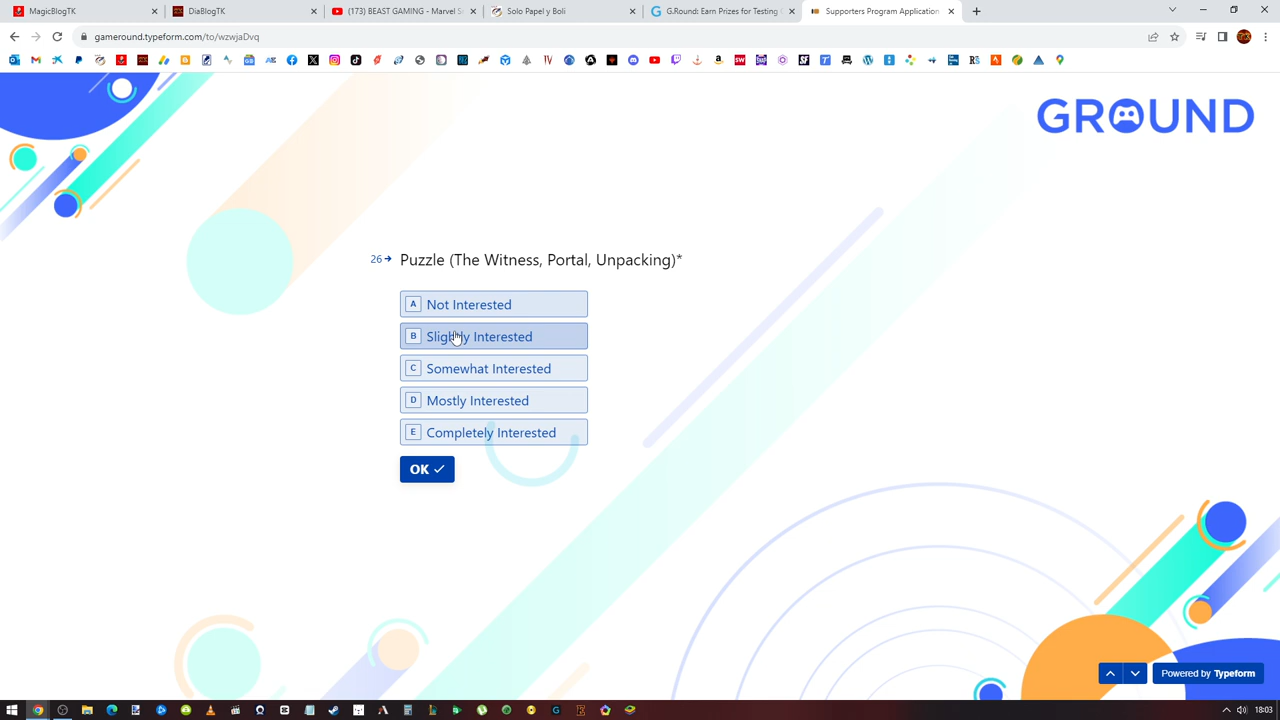 MagicBlogTK
DiaBlogTK
(173) BEAST GAMING - Marvel S
Solo Papel y Boli
G.Round: Earn Prizes for Testing G
Supporters Program Application
gameround.typeform.com/to/wzwjaDvq
GROUND
26 Puzzle (The Witness, Portal, Unpacking)*
A Not Interested
B Slightly Interested
C Somewhat Interested
D Mostly Interested
E Completely Interested
OK
Powered by Typeform
18:03